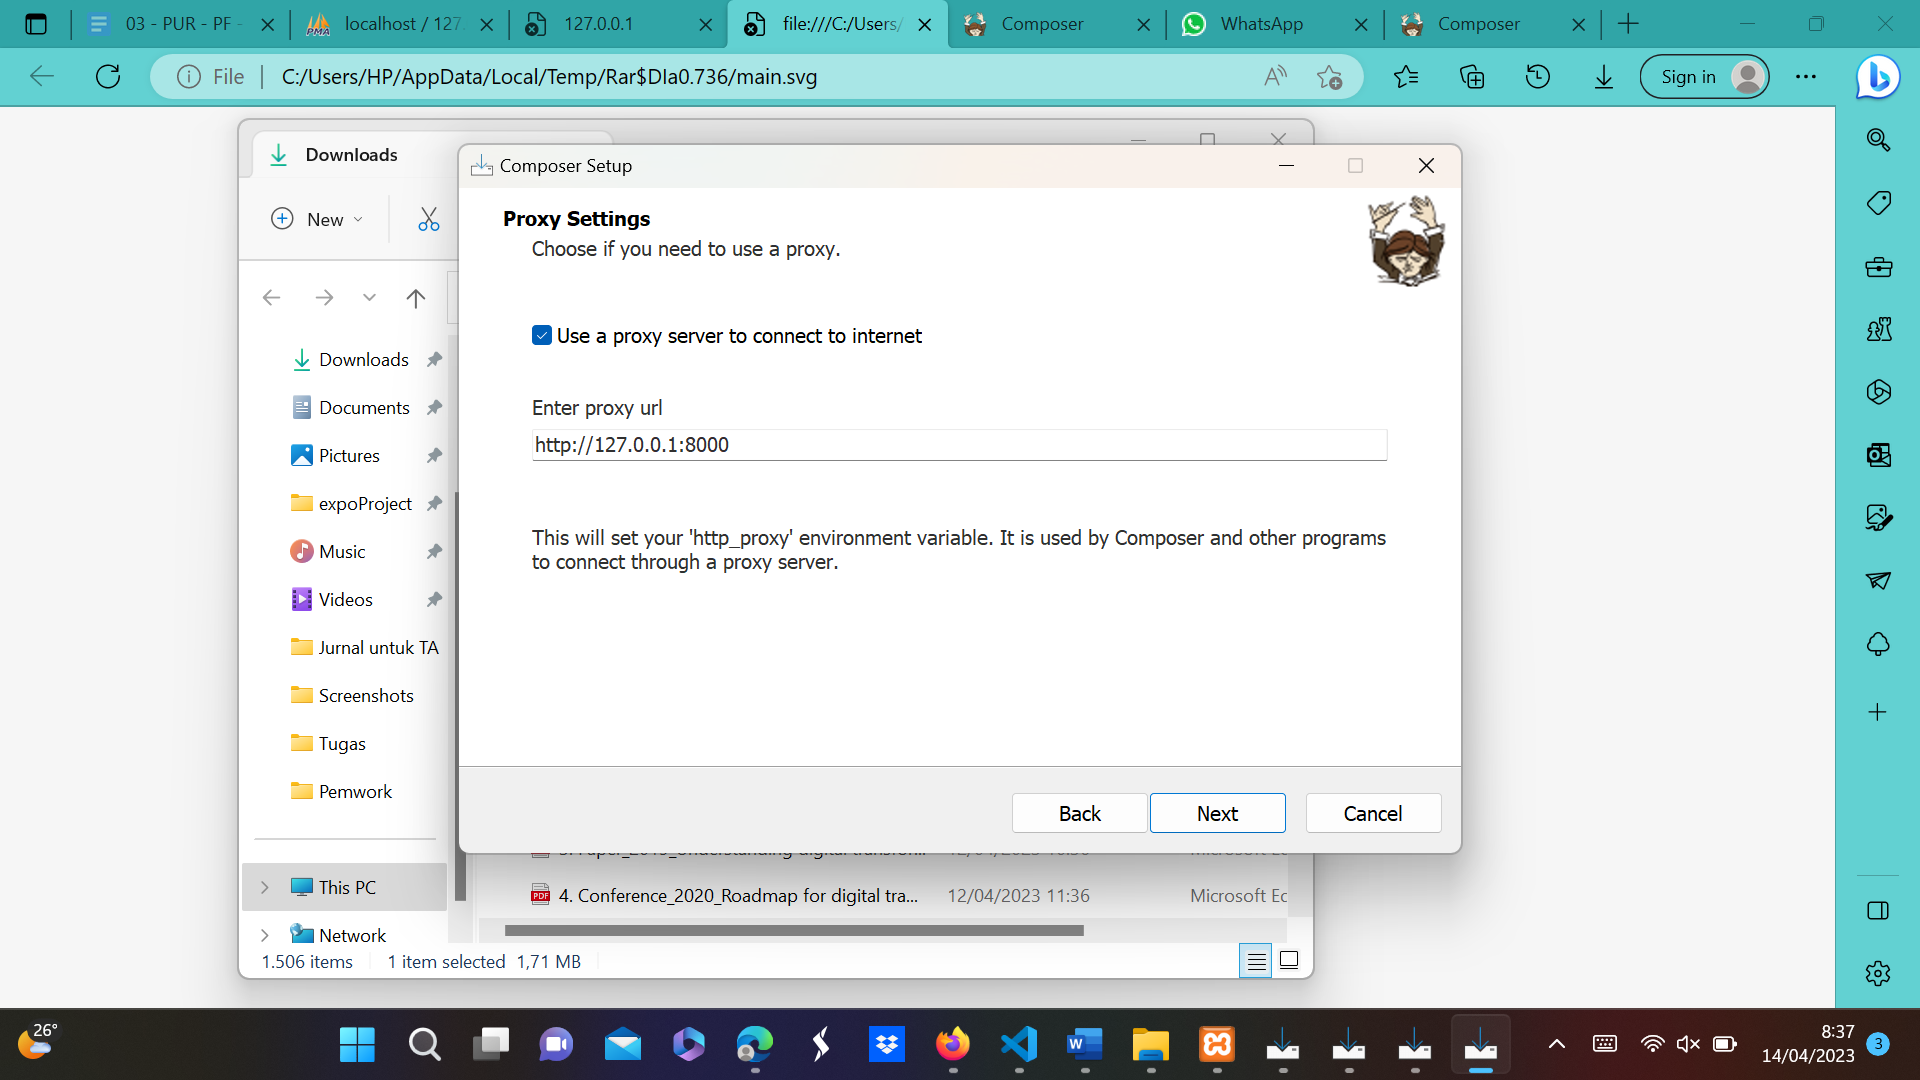 03 - PUR - PF -
localhost / 127.
127.0.0.1
file:///C:/Users/
Composer
WhatsApp
Composer
File
C:/Users/HP/AppData/Local/Temp/Rar$DIa0.736/main.svg
Sign in
Downloads
New
Composer Setup
Proxy Settings
Choose if you need to use a proxy.
Use a proxy server to connect to internet
Enter proxy url
http://127.0.0.1:8000
This will set your 'http_proxy' environment variable. It is used by Composer and other programs
to connect through a proxy server.
Back
Next
Cancel
Downloads
Documents
Pictures
expoProject
Music
Videos
Jurnal untuk TA
Screenshots
Tugas
Pemwork
This PC
Network
4. Conference_2020_Roadmap for digital tra...
12/04/2023 11:36
Microsoft Ed
1.506 items
1 item selected 1,71 MB
26°
8:37
14/04/2023
3